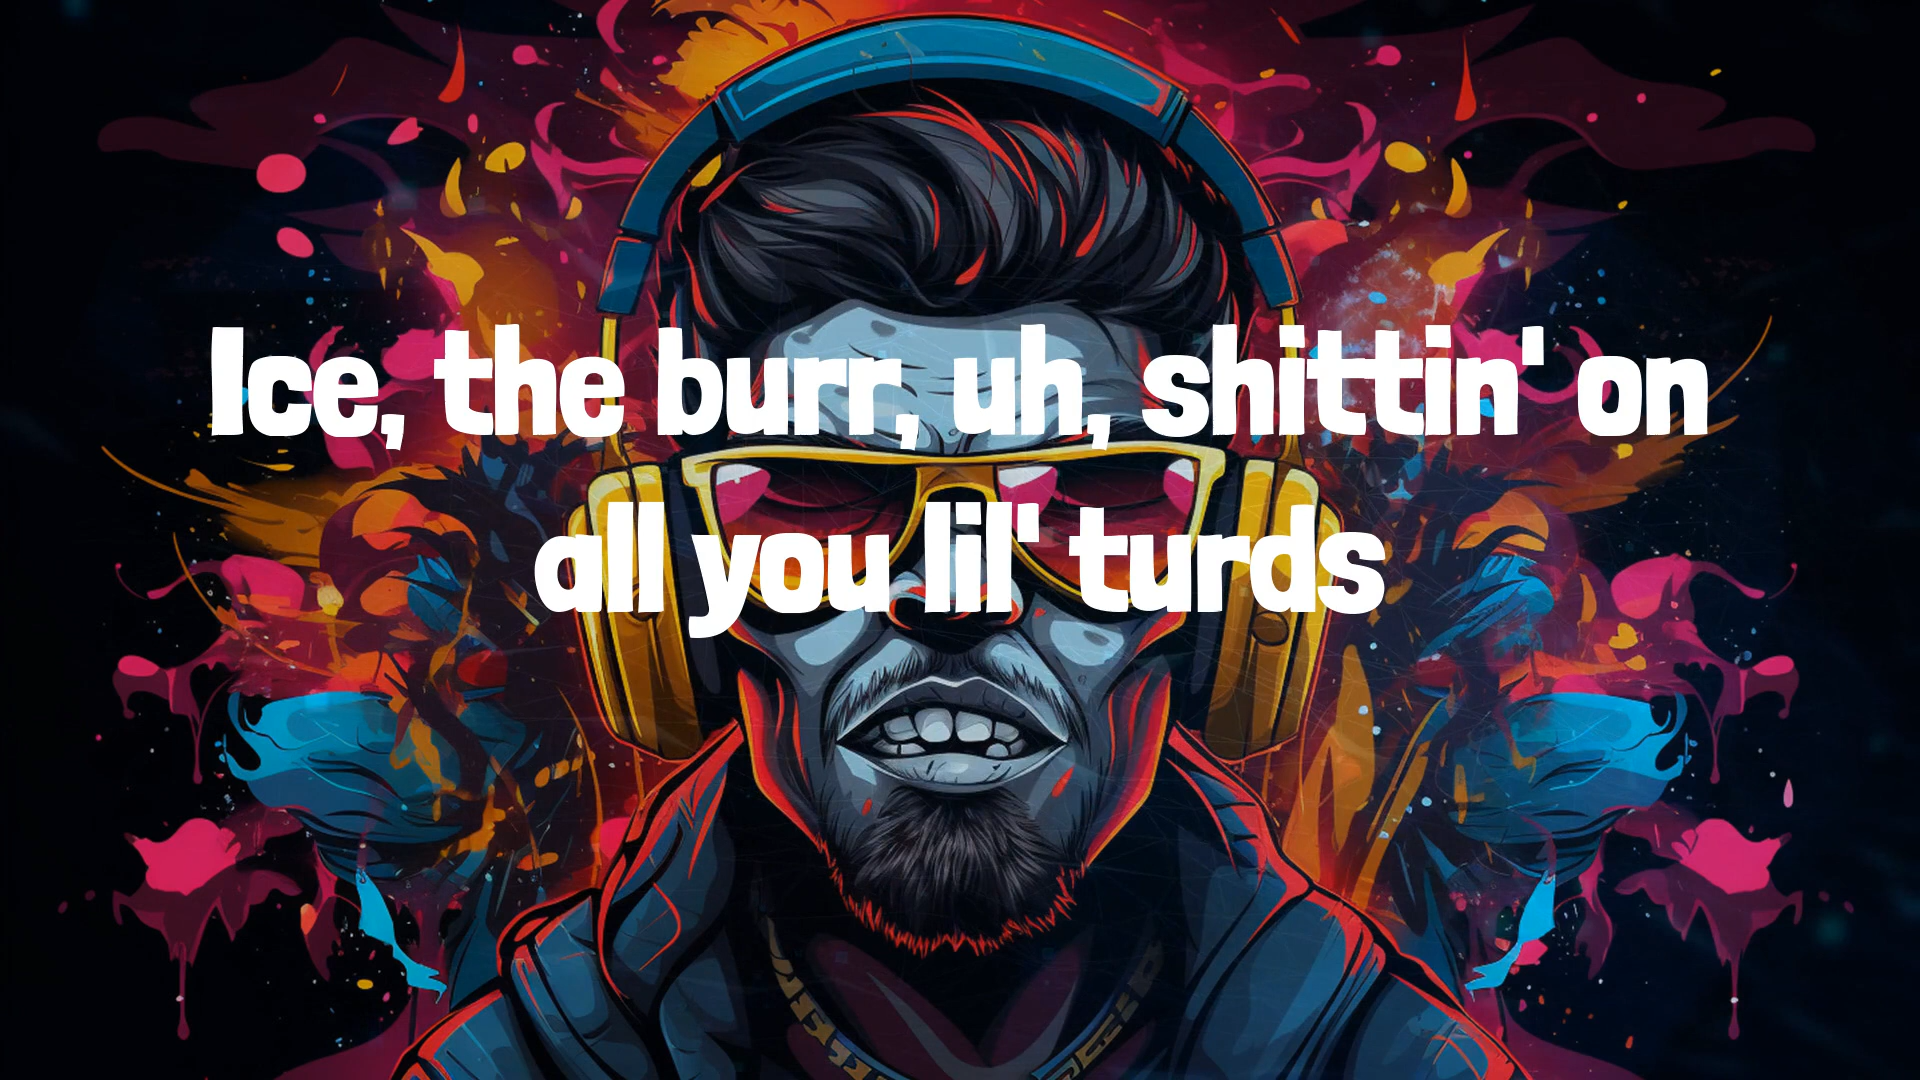 Ice, the burr, uh, shittin' on
all you lil' turds